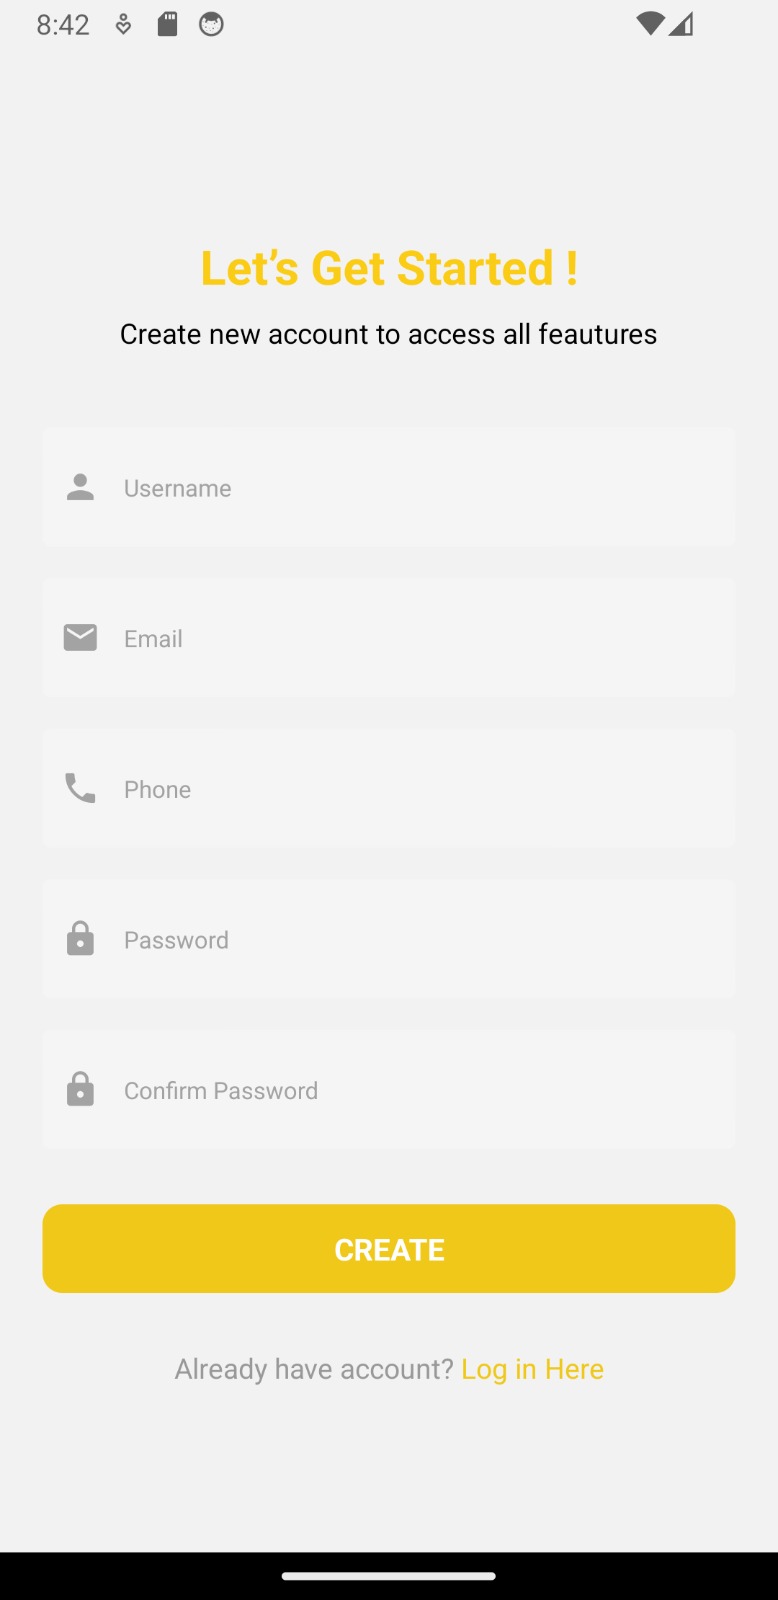 8:42
Let’s Get Started !
Create new account to access all feautures
Username
Email
Phone
Password
Confirm Password
CREATE
Already have account? Log in Here